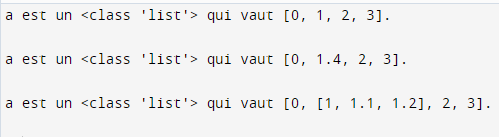 a est un <class 'list'> qui vaut [0, 1, 2, 3].
a est un <class 'list'> qui vaut [0, 1.4, 2, 3].
a est un <class 'list'> qui vaut [0, [1, 1.1, 1.2], 2, 3].